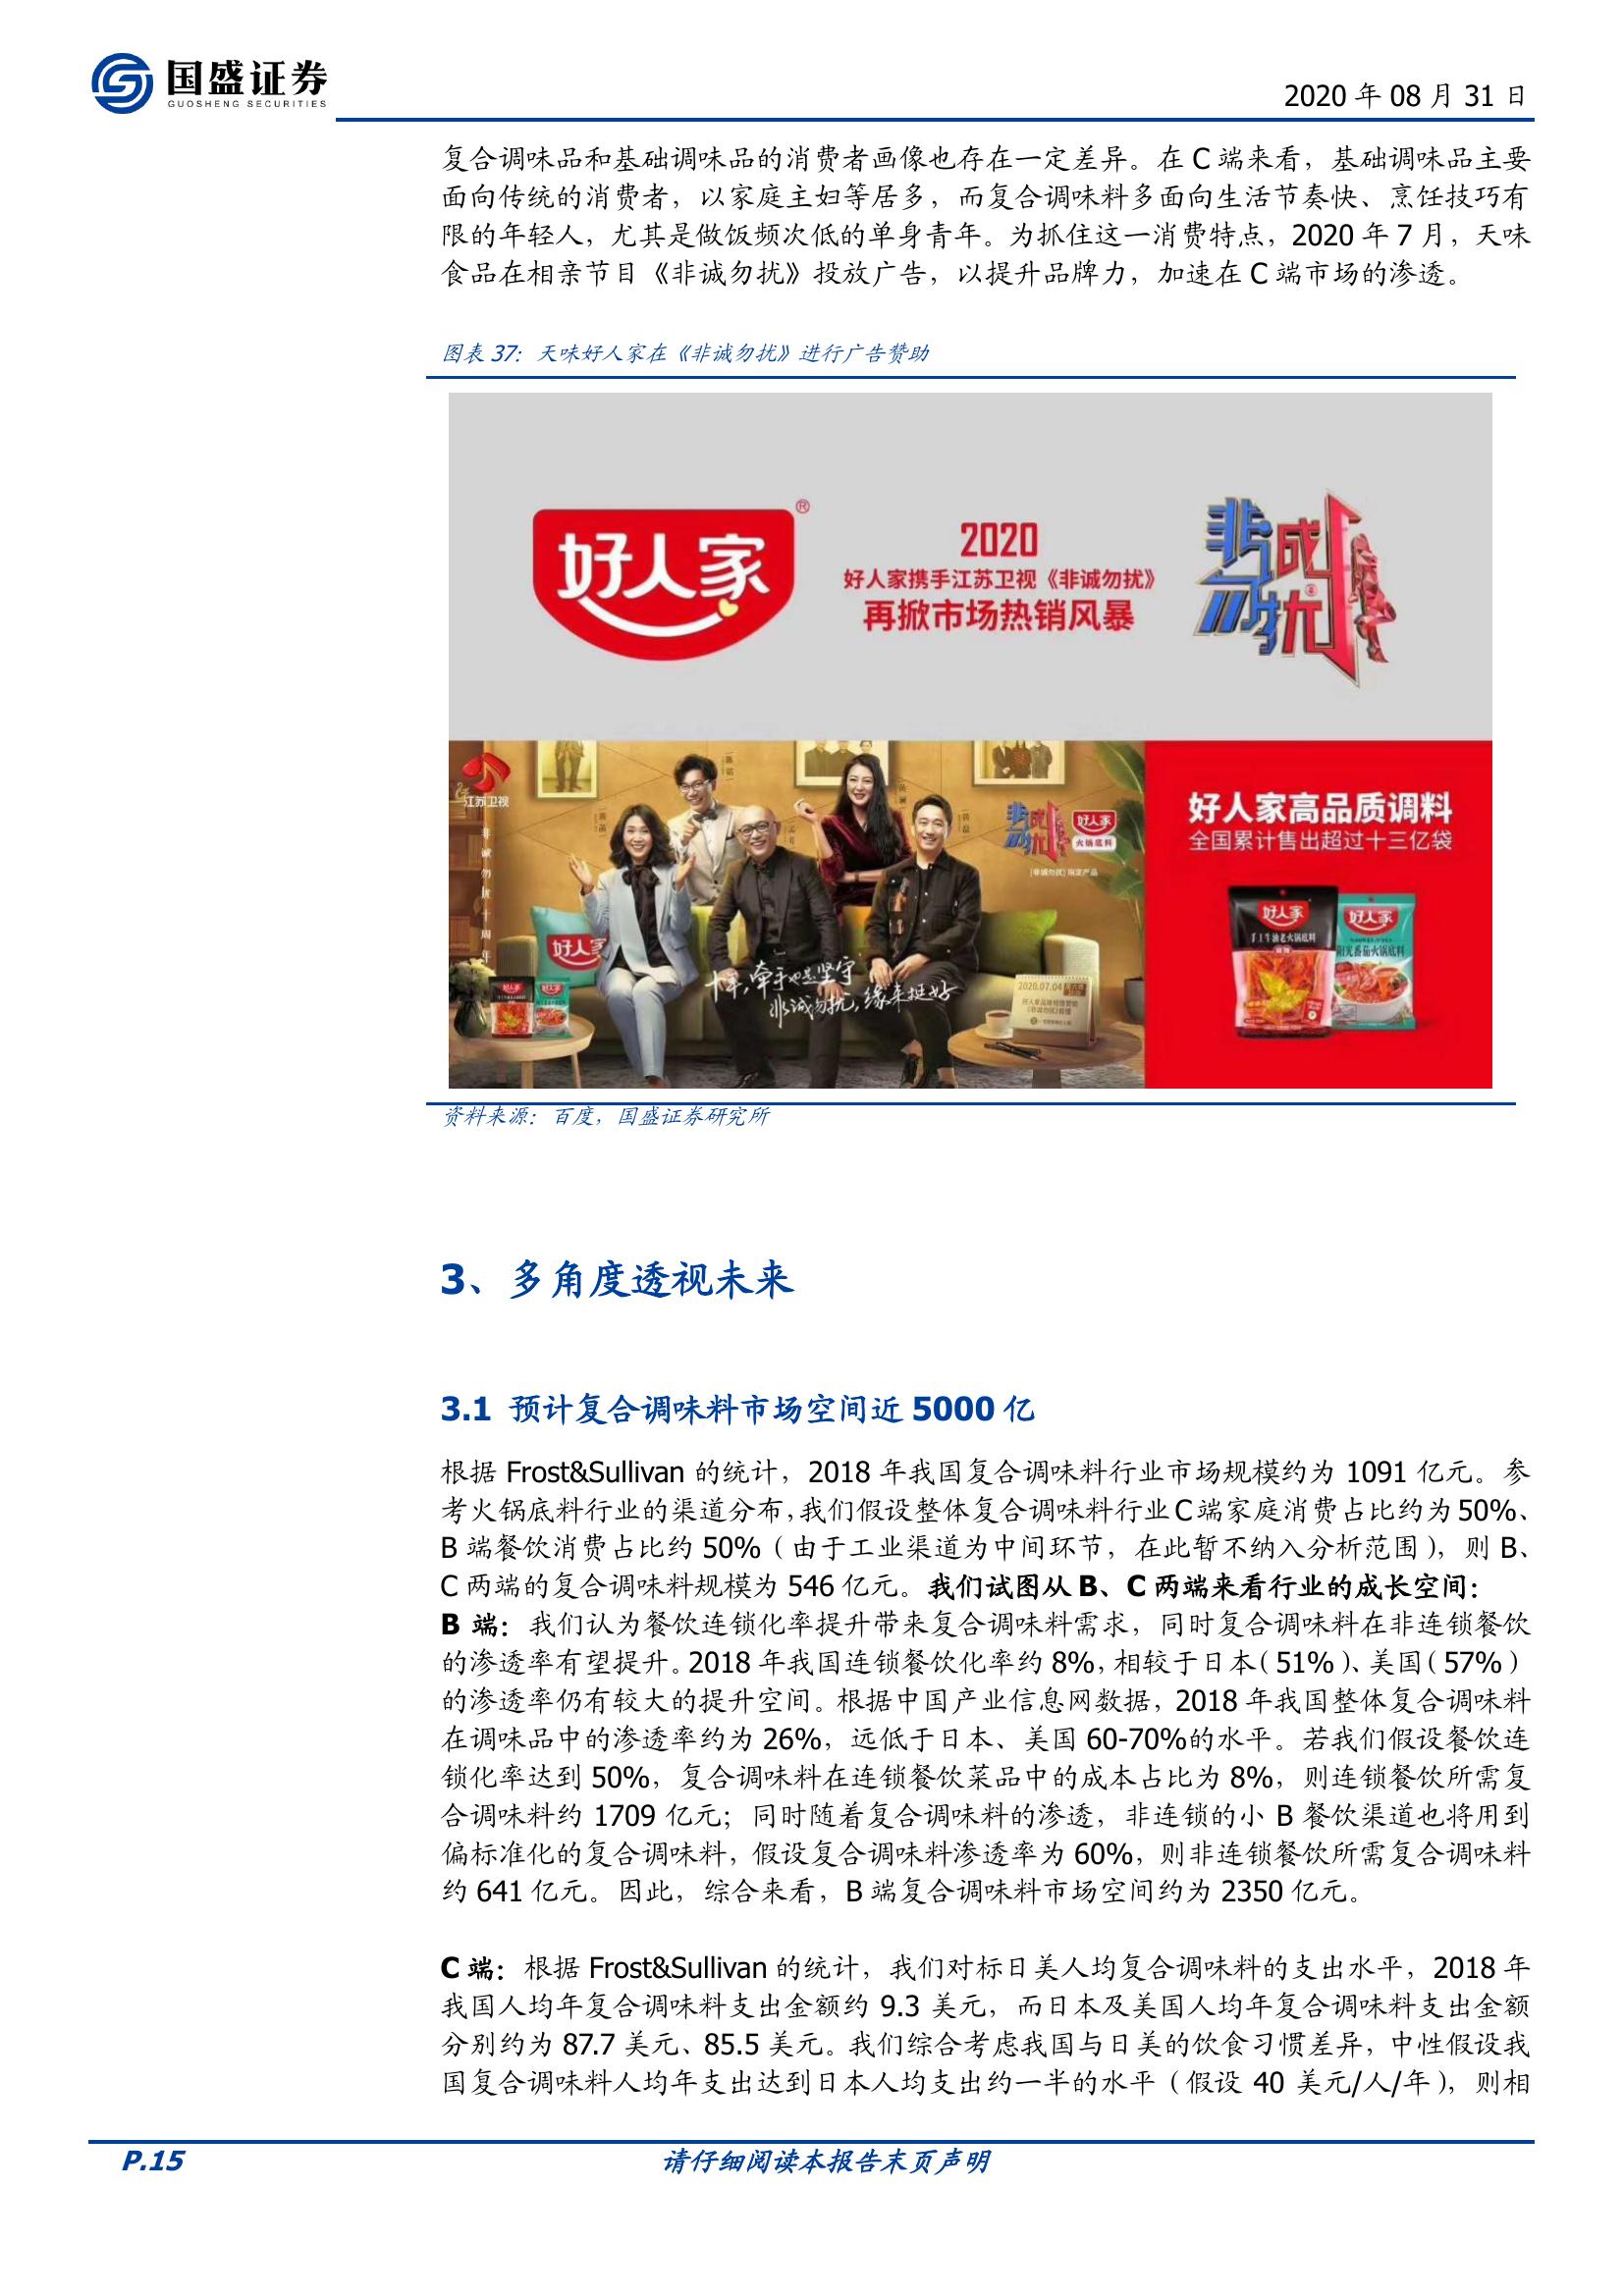 国盛证券
GUOSHENG SECURITIES
2020 年 08 月 31 日
复合调味品和基础调味品的消费者画像也存在一定差异。在 C 端来看，基础调味品主要
面向传统的消费者，以家庭主妇等居多，而复合调味料多面向生活节奏快、烹饪技巧有
限的年轻人，尤其是做饭频次低的单身青年。为抓住这一消费特点，2020 年 7 月，天味
食品在相亲节目《非诚勿扰》投放广告，以提升品牌力，加速在 C 端市场的渗透。
图表 37：天味好人家在《非诚勿扰》进行广告赞助
好人家
®
2020
好人家携手江苏卫视《非诚勿扰》
再掀市场热销风暴
非诚勿扰
江苏卫视
非诚勿扰十周年
非诚勿扰
好人家
火锅底料
好人家
十年，牵手也是坚守
非诚勿扰，缘来挺好
2020.07.04
好人家高品质调料
全国累计售出超过十三亿袋
好人家
手工牛油老火锅底料
好人家
阳光番茄火锅底料
资料来源：百度，国盛证券研究所
3、多角度透视未来
3.1 预计复合调味料市场空间近 5000 亿
根据 Frost&Sullivan 的统计，2018 年我国复合调味料行业市场规模约为 1091 亿元。参
考火锅底料行业的渠道分布，我们假设整体复合调味料行业 C 端家庭消费占比约为 50%、
B 端餐饮消费占比约 50%（由于工业渠道为中间环节，在此暂不纳入分析范围），则 B、
C 两端的复合调味料规模为 546 亿元。我们试图从 B、C 两端来看行业的成长空间：
B 端：我们认为餐饮连锁化率提升带来复合调味料需求，同时复合调味料在非连锁餐饮
的渗透率有望提升。2018 年我国连锁餐饮化率约 8%，相较于日本（51%）、美国（57%）
的渗透率仍有较大的提升空间。根据中国产业信息网数据，2018 年我国整体复合调味料
在调味品中的渗透率约为 26%，远低于日本、美国 60-70%的水平。若我们假设餐饮连
锁化率达到 50%，复合调味料在连锁餐饮菜品中的成本占比为 8%，则连锁餐饮所需复
合调味料约 1709 亿元；同时随着复合调味料的渗透，非连锁的小 B 餐饮渠道也将用到
偏标准化的复合调味料，假设复合调味料渗透率为 60%，则非连锁餐饮所需复合调味料
约 641 亿元。因此，综合来看，B 端复合调味料市场空间约为 2350 亿元。
C 端：根据 Frost&Sullivan 的统计，我们对标日美人均复合调味料的支出水平，2018 年
我国人均年复合调味料支出金额约 9.3 美元，而日本及美国人均年复合调味料支出金额
分别约为 87.7 美元、85.5 美元。我们综合考虑我国与日美的饮食习惯差异，中性假设我
国复合调味料人均年支出达到日本人均支出约一半的水平（假设 40 美元/人/年），则相
P.15
请仔细阅读本报告末页声明